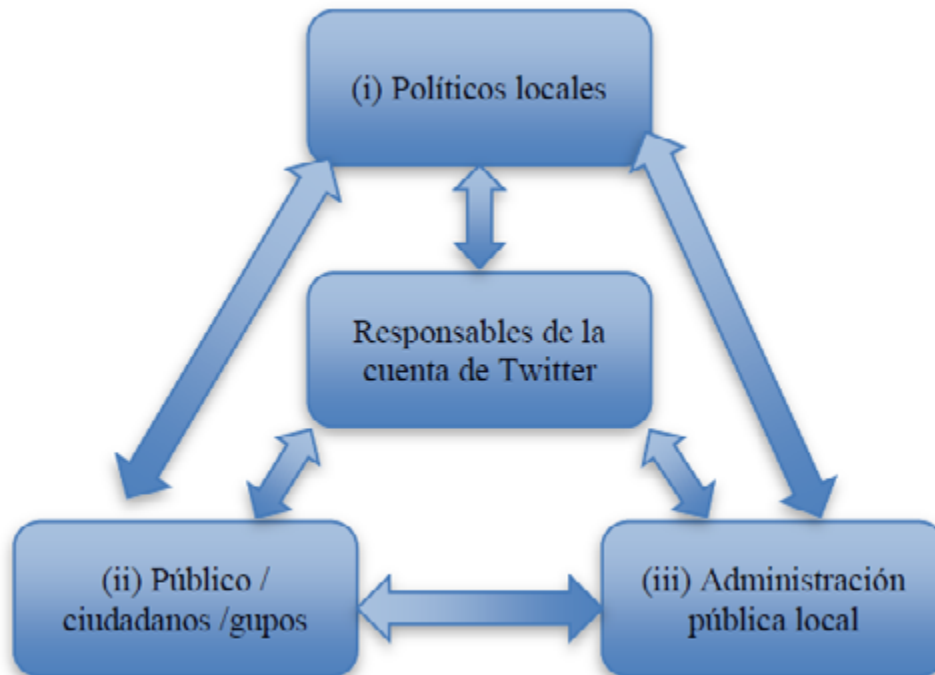 (i) Políticos locales
Responsables de la
cuenta de Twitter
(ii) Público /
ciudadanos /gupos
(iii) Administración
pública local